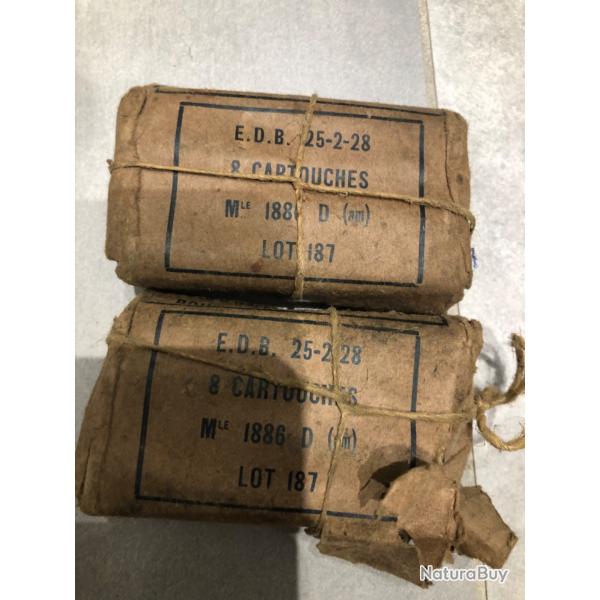 E.D.B. 25-2-28
8 CARTOUCHES
MLE 1886 D (am)
LOT 187
E.D.B. 25-2-28
8 CARTOUCHES
MLE 1886 D (am)
LOT 187
NaturaBuy